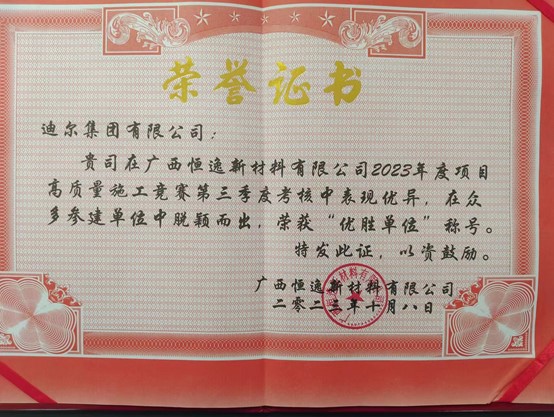 荣誉证书
迪尔集团有限公司：
贵司在广西恒逸新材料有限公司2023年度项目
高质量施工竞赛第三季度考核中表现优异，在众
多参建单位中脱颖而出，荣获“优胜单位”称号。
特发此证，以资鼓励。
广西恒逸新材料有限公司
二零二三年十月八日